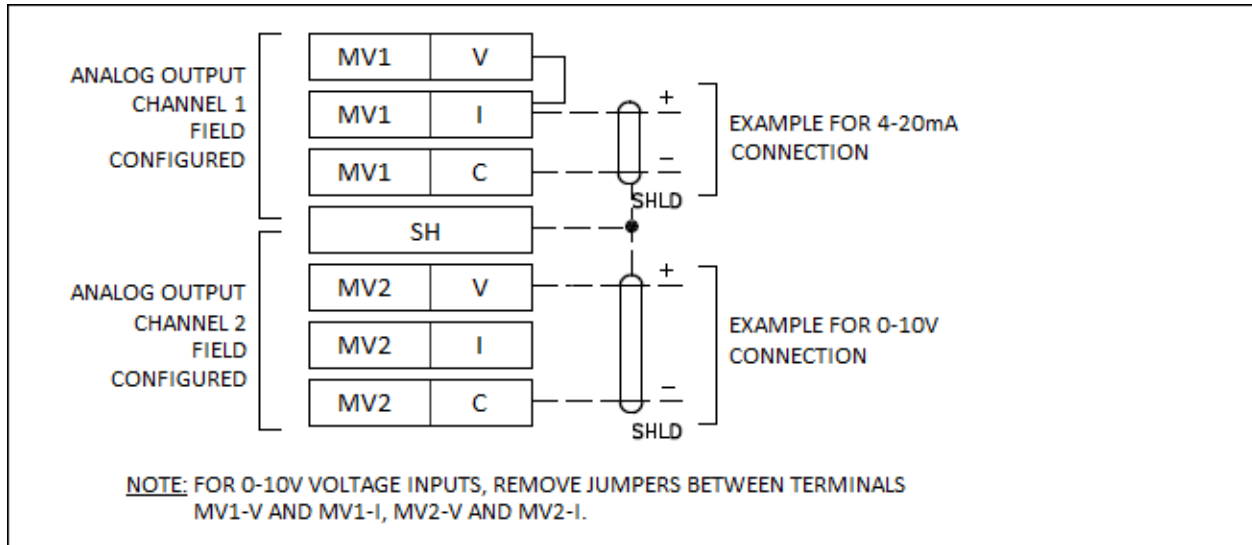 ANALOG OUTPUT
CHANNEL 1
FIELD
CONFIGURED
MV1 V
MV1 I
MV1 C
SH
+
−
SHLD
EXAMPLE FOR 4-20mA
CONNECTION
ANALOG OUTPUT
CHANNEL 2
FIELD
CONFIGURED
MV2 V
MV2 I
MV2 C
+
−
SHLD
EXAMPLE FOR 0-10V
CONNECTION
NOTE: FOR 0-10V VOLTAGE INPUTS, REMOVE JUMPERS BETWEEN TERMINALS
MV1-V AND MV1-I, MV2-V AND MV2-I.